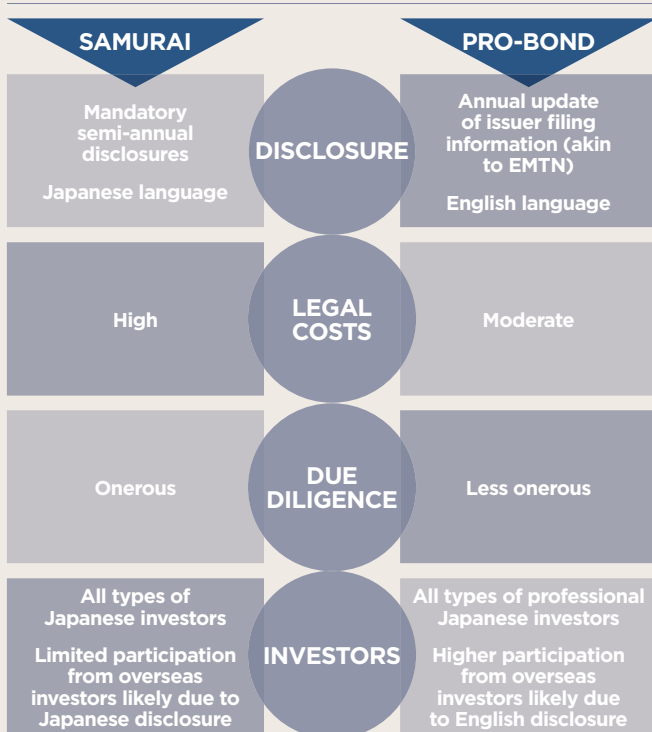 SAMURAI
PRO-BOND
Mandatory
semi-annual
disclosures
Japanese language
DISCLOSURE
Annual update
of issuer filing
information (akin
to EMTN)
English language
High
LEGAL
COSTS
Moderate
Onerous
DUE
DILIGENCE
Less onerous
All types of
Japanese investors
Limited participation
from overseas
investors likely due to
Japanese disclosure
INVESTORS
All types of professional
Japanese investors
Higher participation
from overseas
investors likely due
to English disclosure